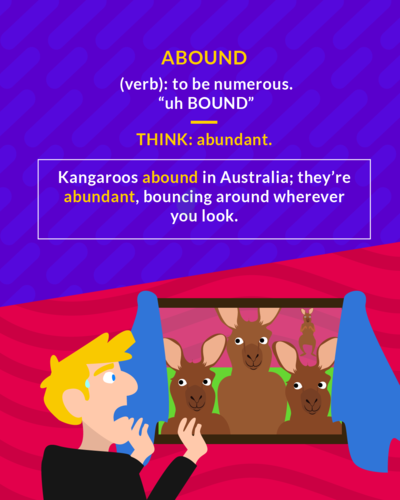 ABOUND
(verb): to be numerous.
“uh BOUND”
THINK: abundant.
Kangaroos abound in Australia; they’re
abundant, bouncing around wherever
you look.